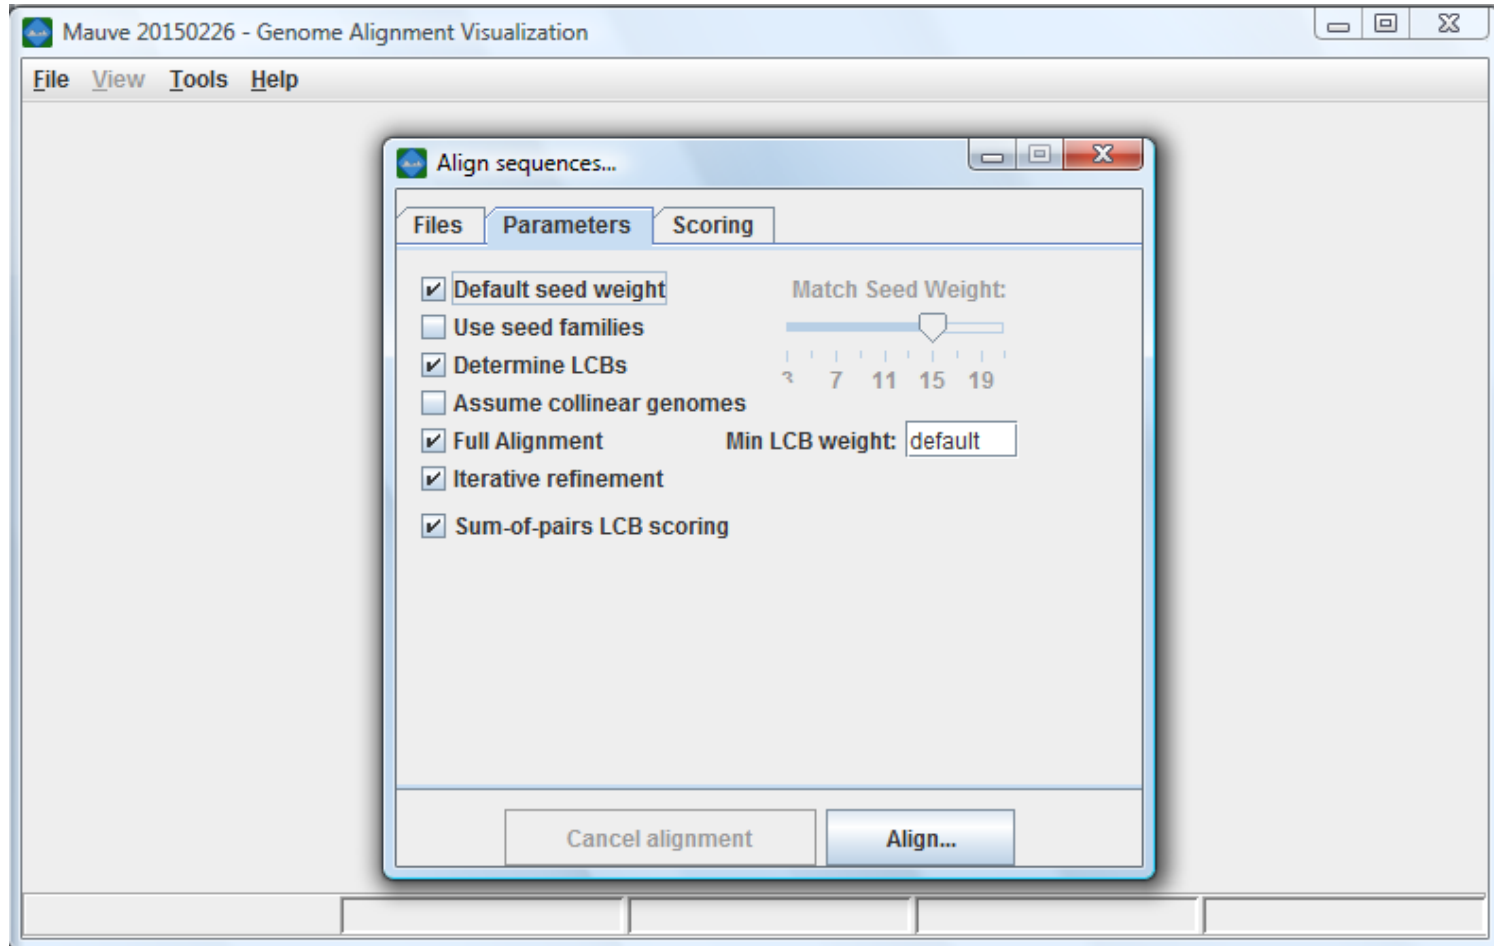 Mauve 20150226 - Genome Alignment Visualization
File View Tools Help
Align sequences...
Files Parameters Scoring
Default seed weight Match Seed Weight:
Use seed families
Determine LCBs
3 7 11 15 19
Assume collinear genomes
Full Alignment Min LCB weight: default
Iterative refinement
Sum-of-pairs LCB scoring
Cancel alignment Align...